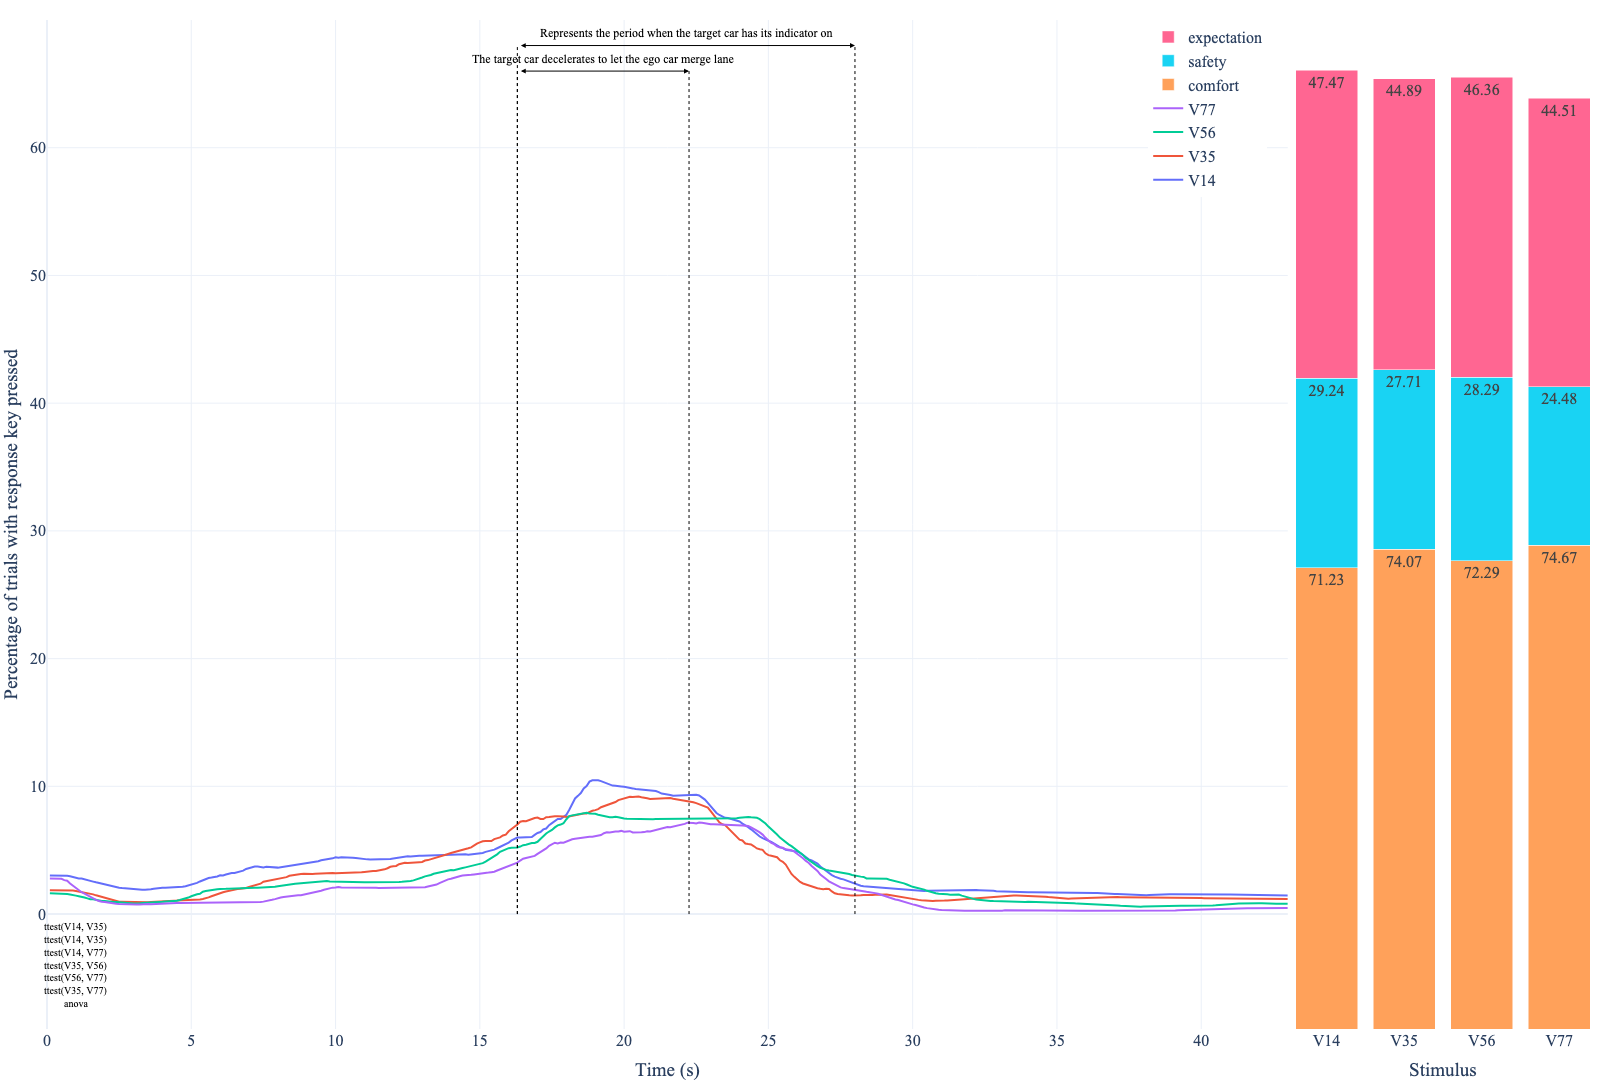 Represents the period when the target car has its indicator on
The target car decelerates to let the ego car merge lane
expectation
safety
comfort
V77
V56
V35
V14
47.47
44.89
46.36
44.51
29.24
27.71
28.29
24.48
71.23
74.07
72.29
74.67
Percentage of trials with response key pressed
60
50
40
30
20
10
0
ttest(V14, V35)
ttest(V14, V35)
ttest(V14, V77)
ttest(V35, V56)
ttest(V56, V77)
ttest(V35, V77)
anova
0 5 10 15 20 25 30 35 40
V14 V35 V56 V77
Time (s)
Stimulus